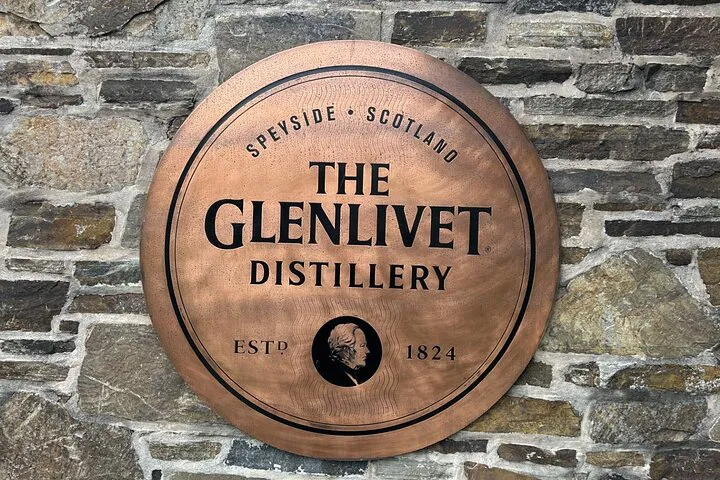 SPEYSIDE • SCOTLAND
THE
GLENLIVET®
DISTILLERY
ESTD. 1824